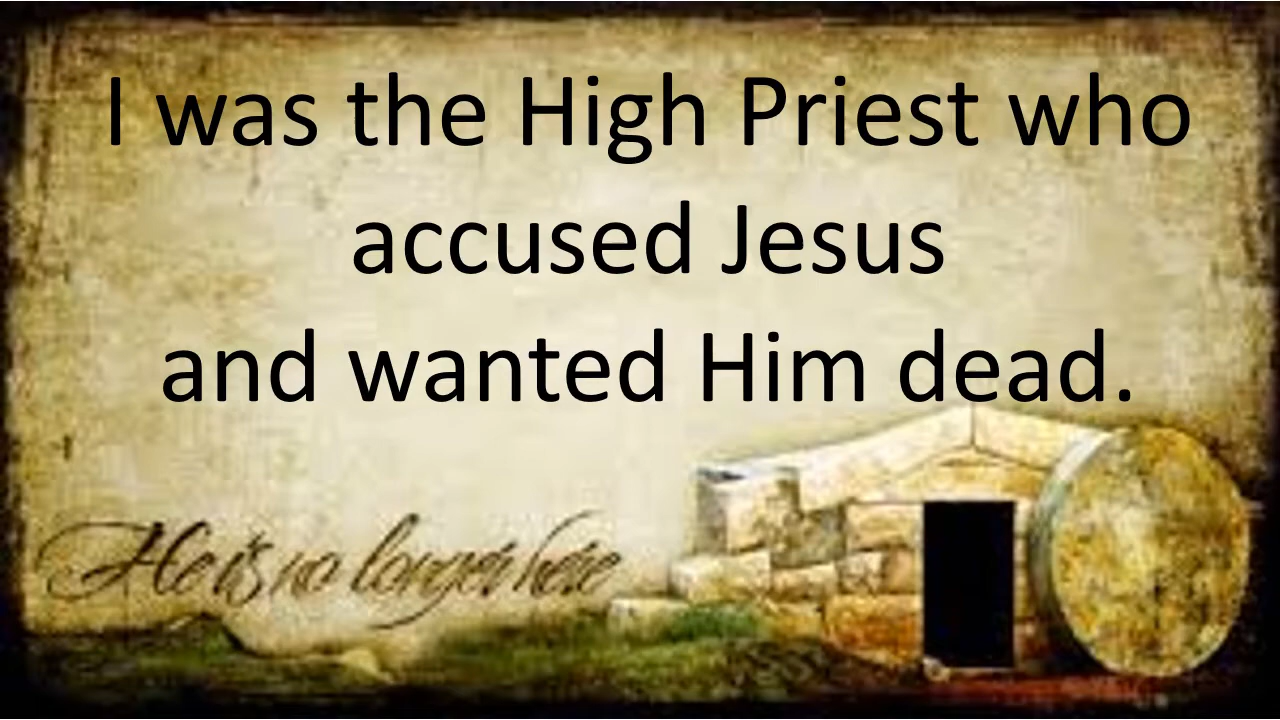 I was the High Priest who
accused Jesus
and wanted Him dead.
He is no longer here